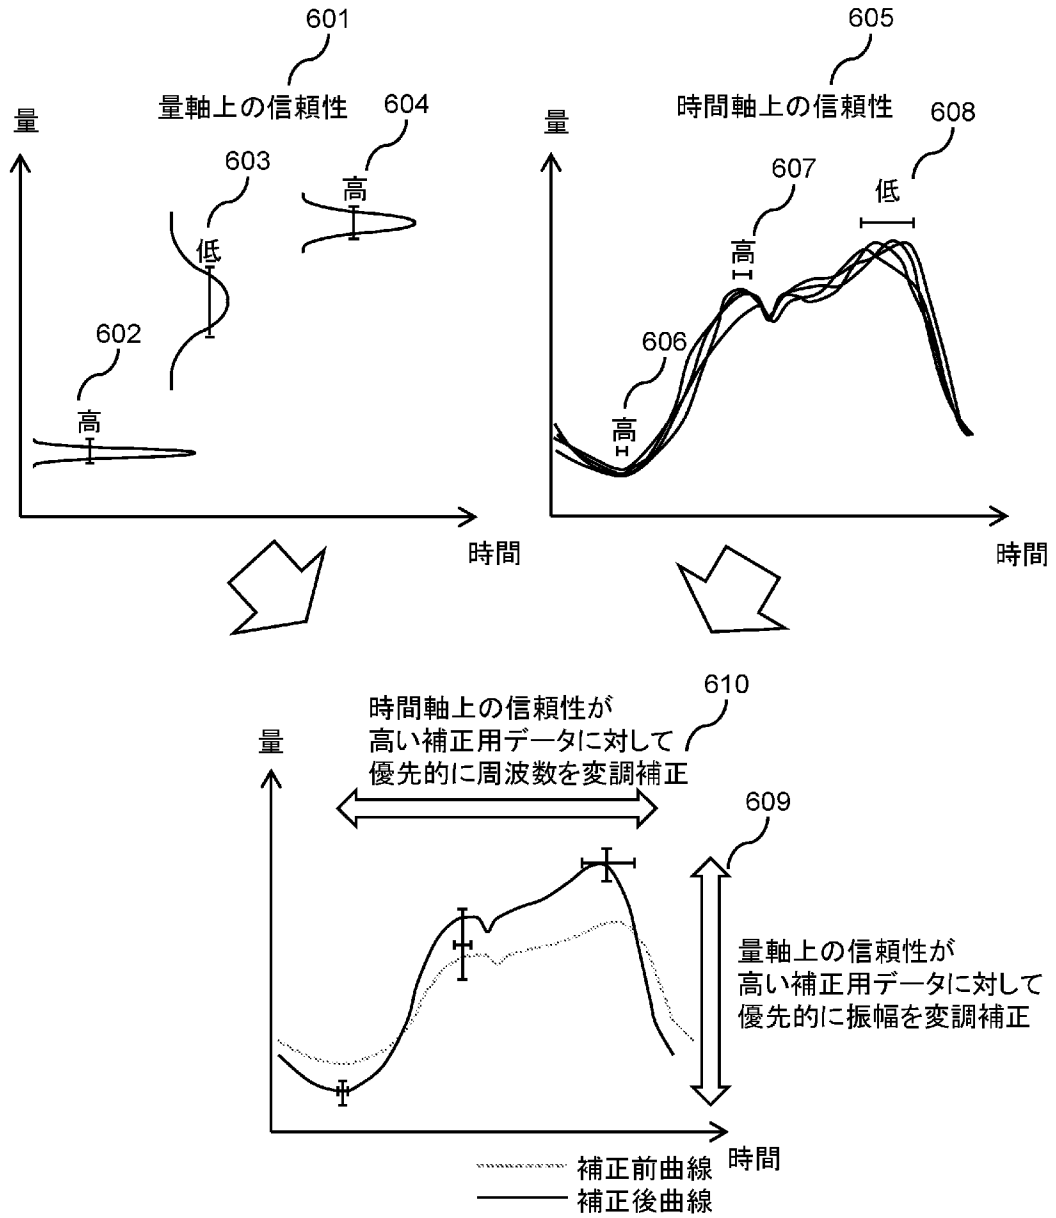 601
量軸上の信頼性
604
量
高
603
低
602
高
時間
605
時間軸上の信頼性
608
量
607
低
高
606
高
時間
610
時間軸上の信頼性が
高い補正用データに対して
優先的に周波数を変調補正
量
609
量軸上の信頼性が
高い補正用データに対して
優先的に振幅を変調補正
時間
補正前曲線
補正後曲線